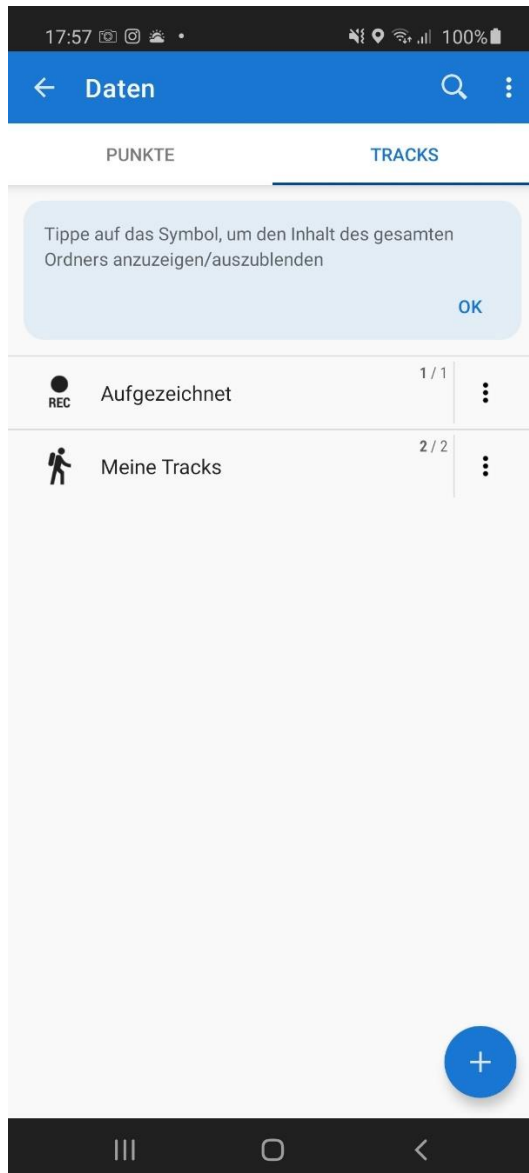 17:57 100%
Daten
PUNKTE TRACKS
Tippe auf das Symbol, um den Inhalt des gesamten
Ordners anzuzeigen/auszublenden
OK
REC Aufgezeichnet 1 / 1
Meine Tracks 2 / 2